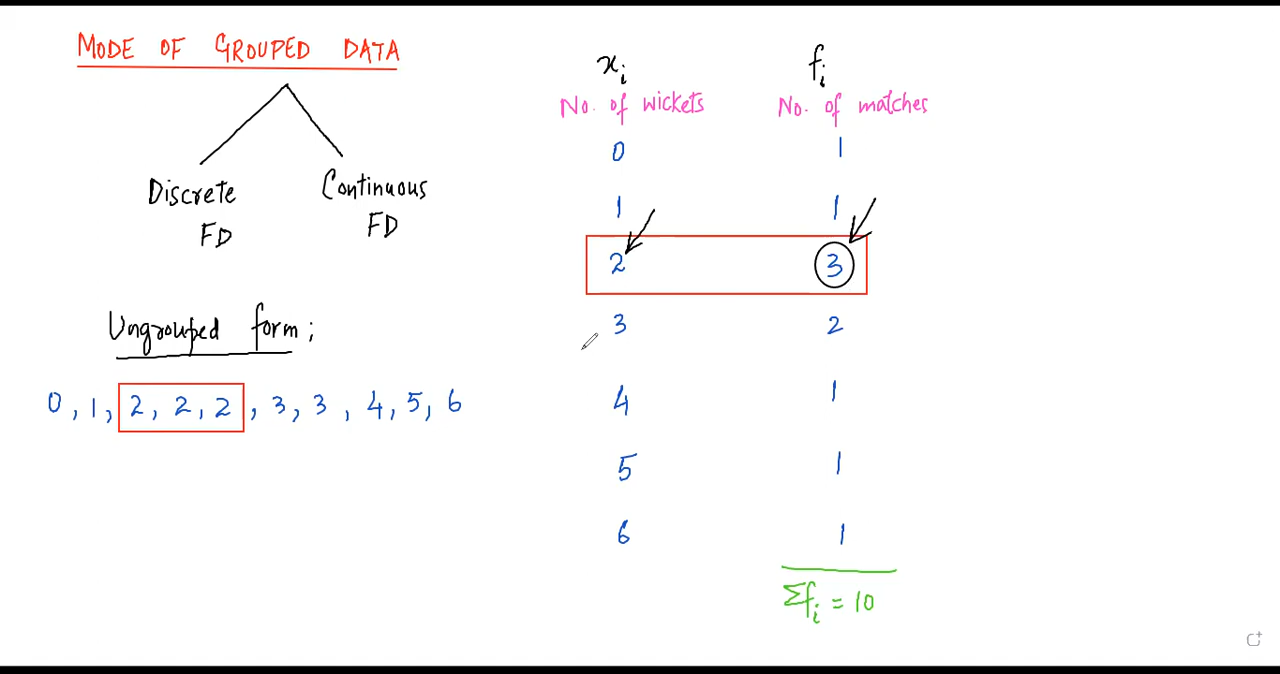 MODE OF GROUPED DATA
Discrete FD
Continuous FD
Ungrouped form;
0, 1, 2, 2, 2, 3, 3, 4, 5, 6
xᵢ fᵢ
No. of wickets No. of matches
0 1
1 1
2 3
3 2
4 1
5 1
6 1
Σfᵢ = 10